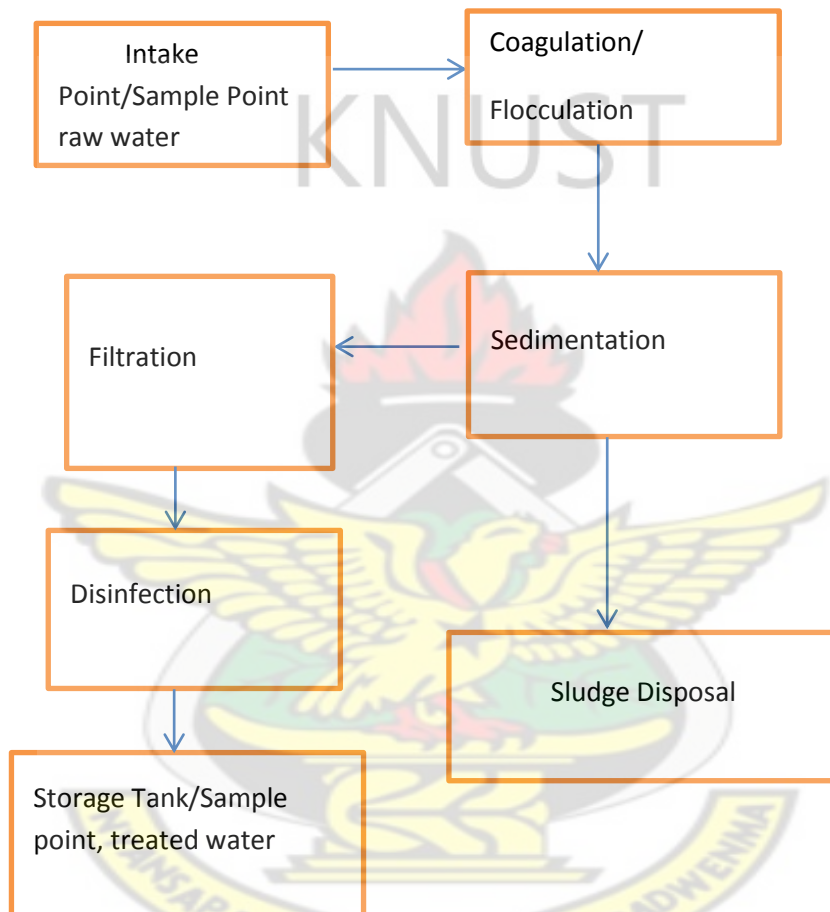 Intake
Point/Sample Point
raw water
Coagulation/
Flocculation
KNUST
Sedimentation
Filtration
Disinfection
Sludge Disposal
Storage Tank/Sample
point, treated water
ADWENMA